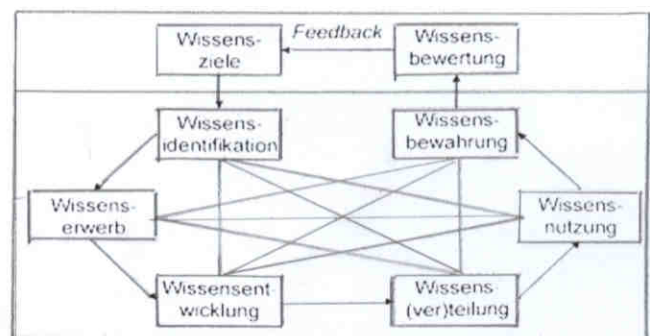 Wissens-
ziele
Feedback
Wissens-
bewertung
Wissens-
identifikation
Wissens-
bewahrung
Wissens-
erwerb
Wissens-
nutzung
Wissensent
wicklung
Wissens-
(ver)teilung